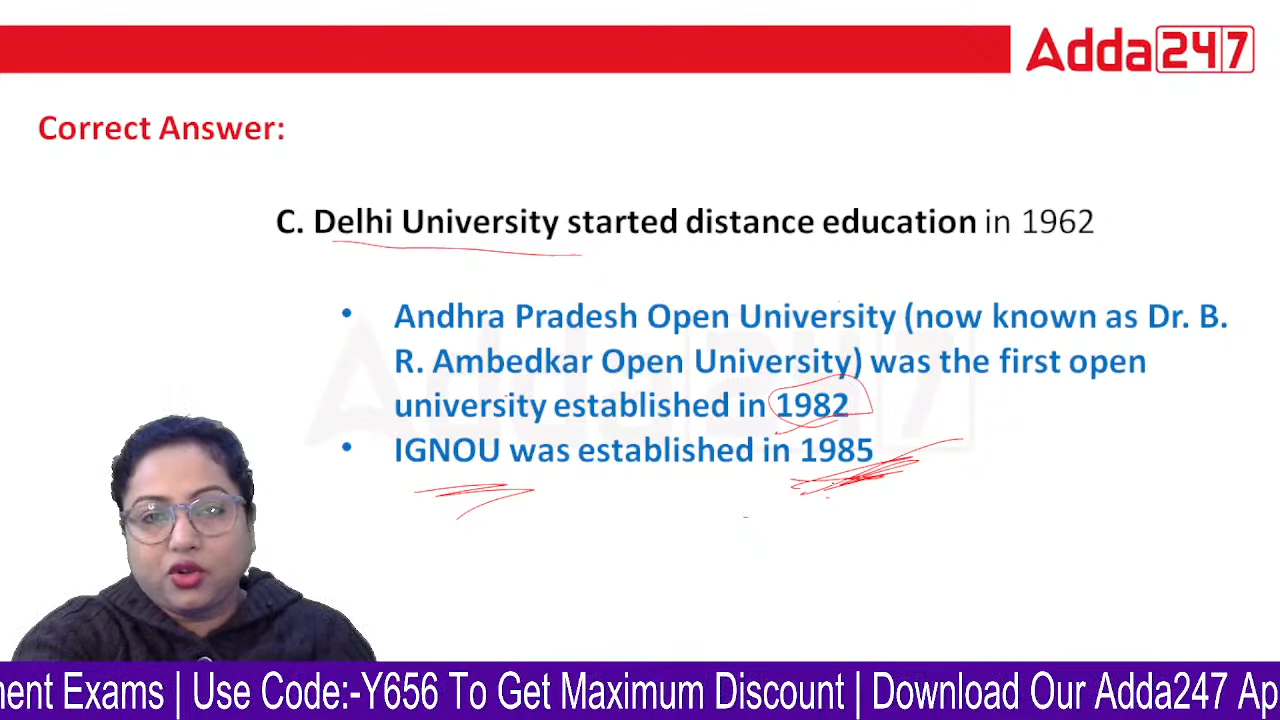 Adda247
Correct Answer:
C. Delhi University started distance education in 1962
• Andhra Pradesh Open University (now known as Dr. B.
R. Ambedkar Open University) was the first open
university established in 1982
• IGNOU was established in 1985
nent Exams | Use Code:-Y656 To Get Maximum Discount | Download Our Adda247 Ap